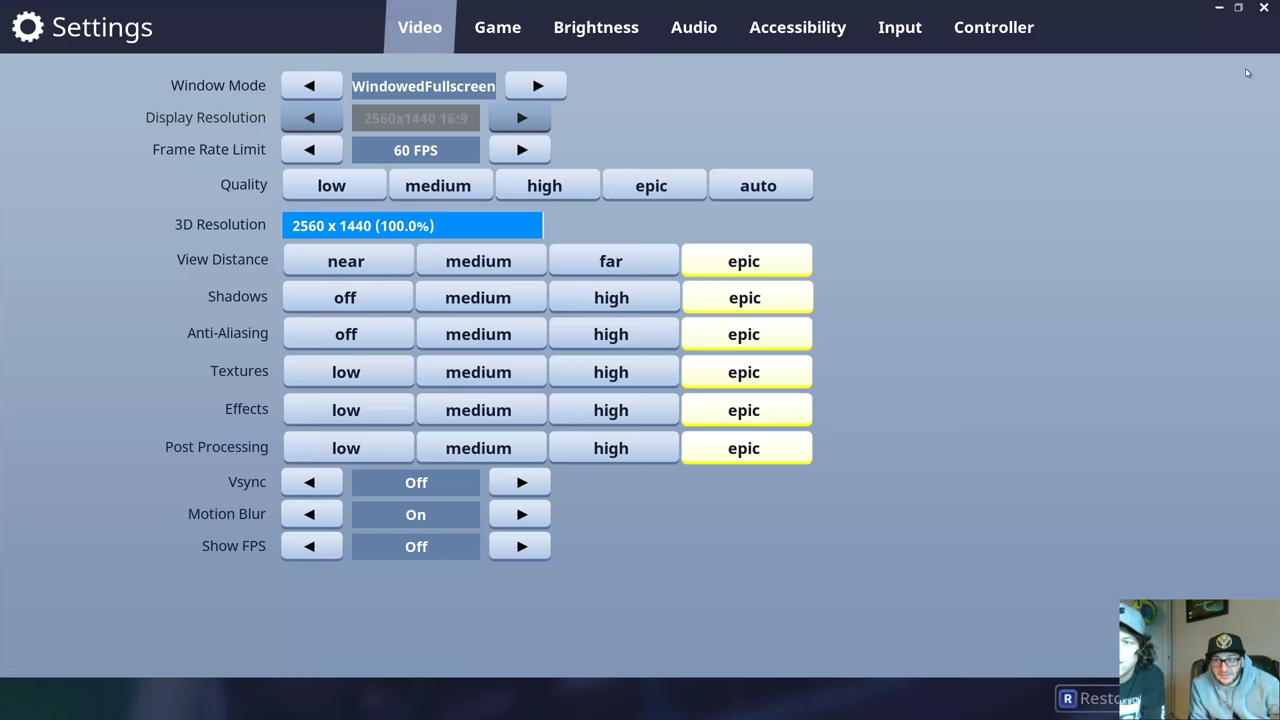 Settings
Video Game Brightness Audio Accessibility Input Controller
Window Mode ◀ WindowedFullscreen ▶
Display Resolution ◀ 2560x1440 16:9 ▶
Frame Rate Limit ◀ 60 FPS ▶
Quality low medium high epic auto
3D Resolution 2560 x 1440 (100.0%)
View Distance near medium far epic
Shadows off medium high epic
Anti-Aliasing off medium high epic
Textures low medium high epic
Effects low medium high epic
Post Processing low medium high epic
Vsync ◀ Off ▶
Motion Blur ◀ On ▶
Show FPS ◀ Off ▶
R